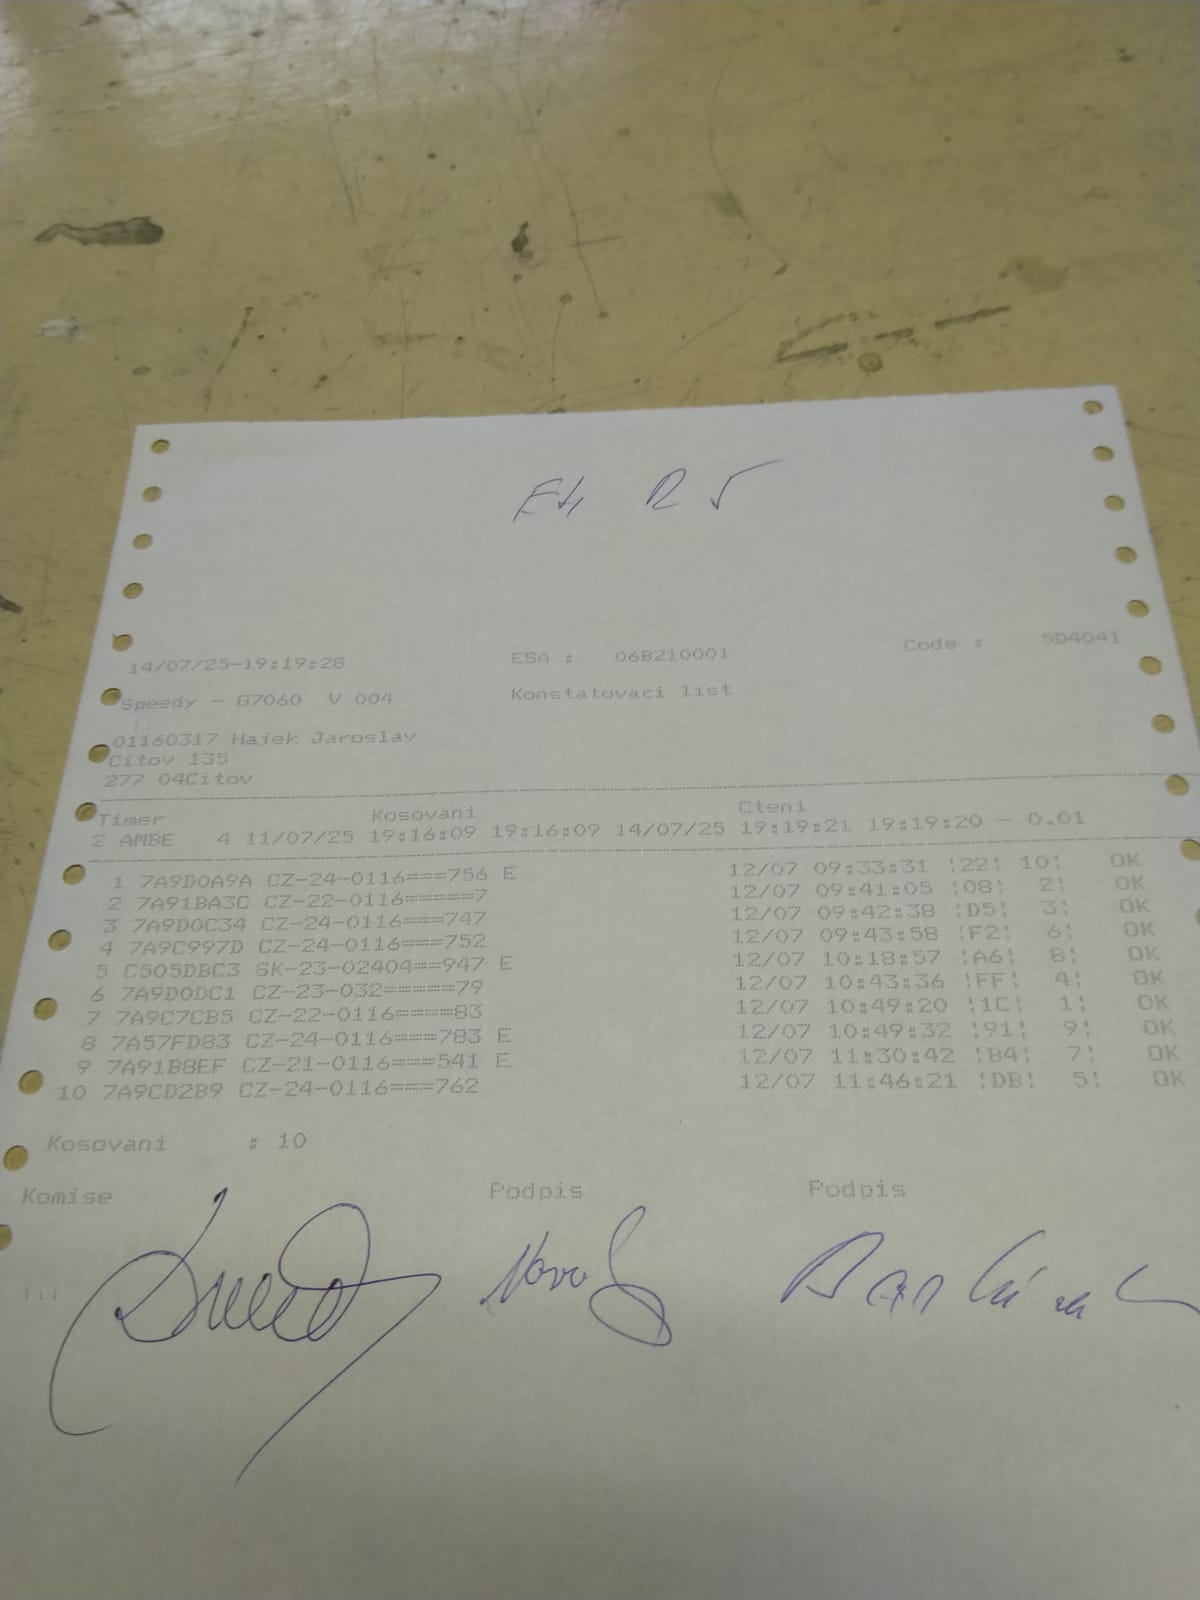 E4 R 5
14/07/25-19:19:28 ESA : 06B210001 Code : 5D4041
Speedy - G7060 V 004 Konstatovaci list
01160317 Hajek Jaroslav
Citov 135
277 04Citov
Timer Kosovani Cteni
2 AMBE 4 11/07/25 19:16:09 19:16:09 14/07/25 19:19:21 19:19:20 - 0.01
1 7A9D0A9A CZ-24-0116===756 E 12/07 09:33:31 ¦22¦ 10¦ OK
2 7A91BA3C CZ-22-0116=====7 12/07 09:41:05 ¦08¦ 2¦ OK
3 7A9D0C34 CZ-24-0116===747 12/07 09:42:38 ¦D5¦ 3¦ OK
4 7A9C997D CZ-24-0116===752 12/07 09:43:58 ¦F2¦ 6¦ OK
5 C505DBC3 SK-23-02404==947 E 12/07 10:18:57 ¦A6¦ 8¦ OK
6 7A9D0DC1 CZ-23-032=====79 12/07 10:43:36 ¦FF¦ 4¦ OK
7 7A9C7CB5 CZ-22-0116====83 12/07 10:49:20 ¦1C¦ 1¦ OK
8 7A57FD83 CZ-24-0116===783 E 12/07 10:49:32 ¦91¦ 9¦ OK
9 7A91B8EF CZ-21-0116===541 E 12/07 11:30:42 ¦B4¦ 7¦ OK
10 7A9CD2B9 CZ-24-0116===762 12/07 11:46:21 ¦DB¦ 5¦ OK
Kosovani : 10
Komise Podpis Podpis